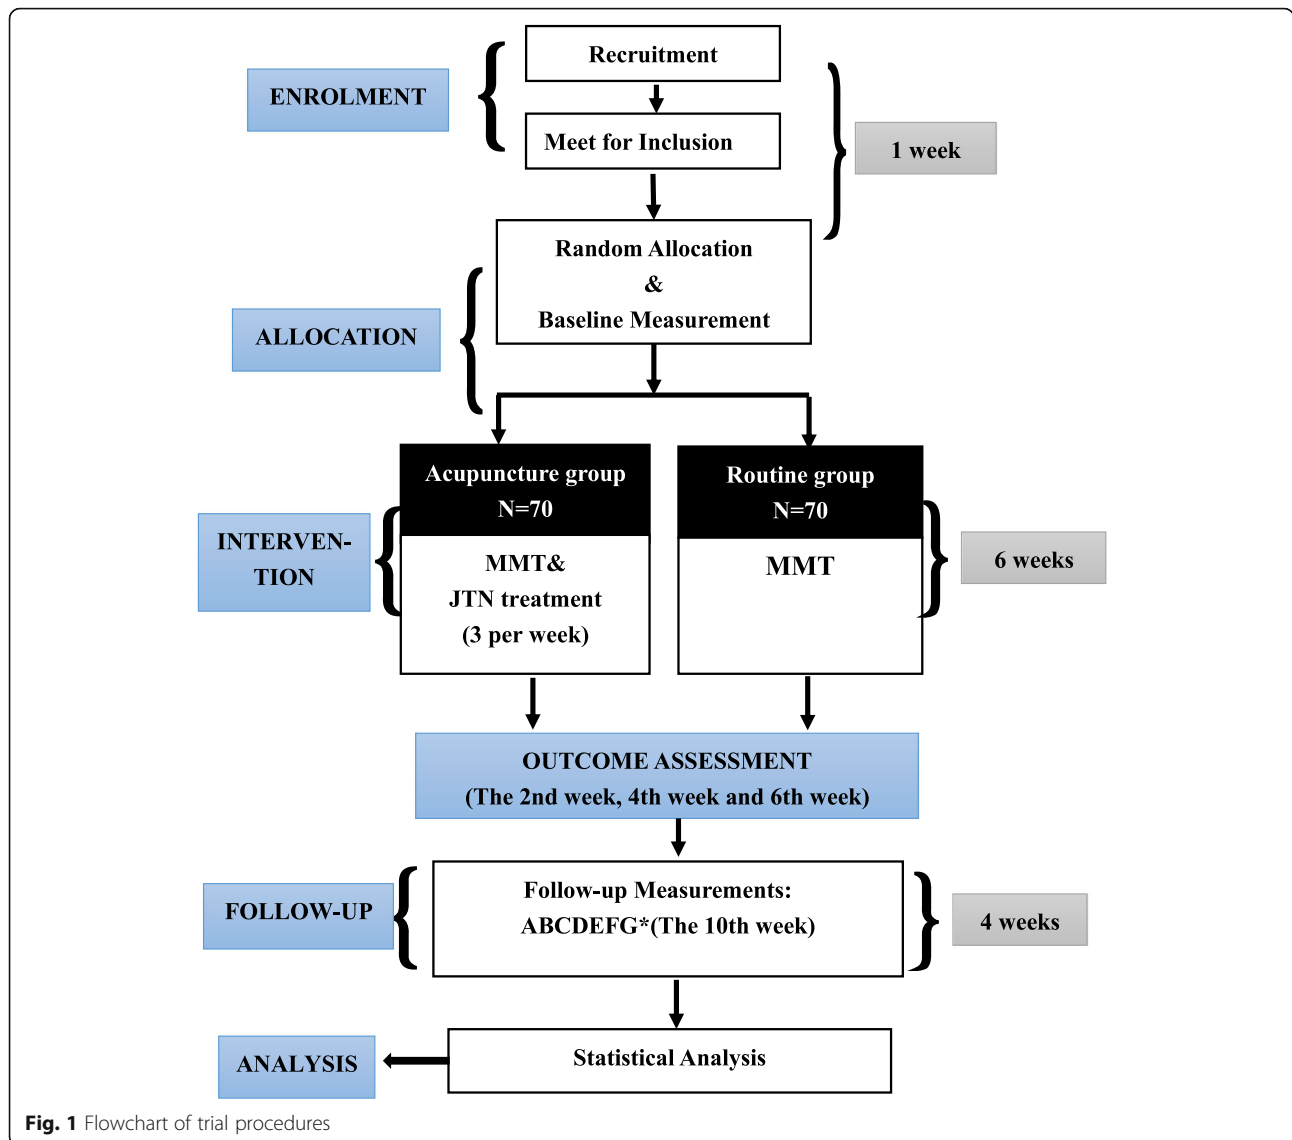 Recruitment
ENROLMENT
Meet for Inclusion
1 week
Random Allocation
&
Baseline Measurement
ALLOCATION
Acupuncture group
N=70
Routine group
N=70
INTERVEN-
TION
MMT&
JTN treatment
(3 per week)
MMT
6 weeks
OUTCOME ASSESSMENT
(The 2nd week, 4th week and 6th week)
FOLLOW-UP
Follow-up Measurements:
ABCDEFG*(The 10th week)
4 weeks
ANALYSIS
Statistical Analysis
Fig. 1 Flowchart of trial procedures